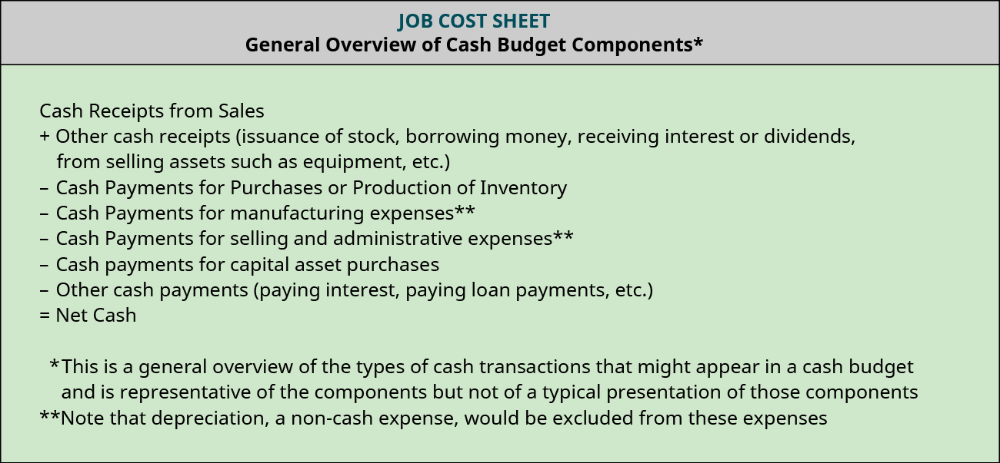 JOB COST SHEET
General Overview of Cash Budget Components*
Cash Receipts from Sales
+ Other cash receipts (issuance of stock, borrowing money, receiving interest or dividends,
from selling assets such as equipment, etc.)
– Cash Payments for Purchases or Production of Inventory
– Cash Payments for manufacturing expenses**
– Cash Payments for selling and administrative expenses**
– Cash payments for capital asset purchases
– Other cash payments (paying interest, paying loan payments, etc.)
= Net Cash
*This is a general overview of the types of cash transactions that might appear in a cash budget
and is representative of the components but not of a typical presentation of those components
**Note that depreciation, a non-cash expense, would be excluded from these expenses